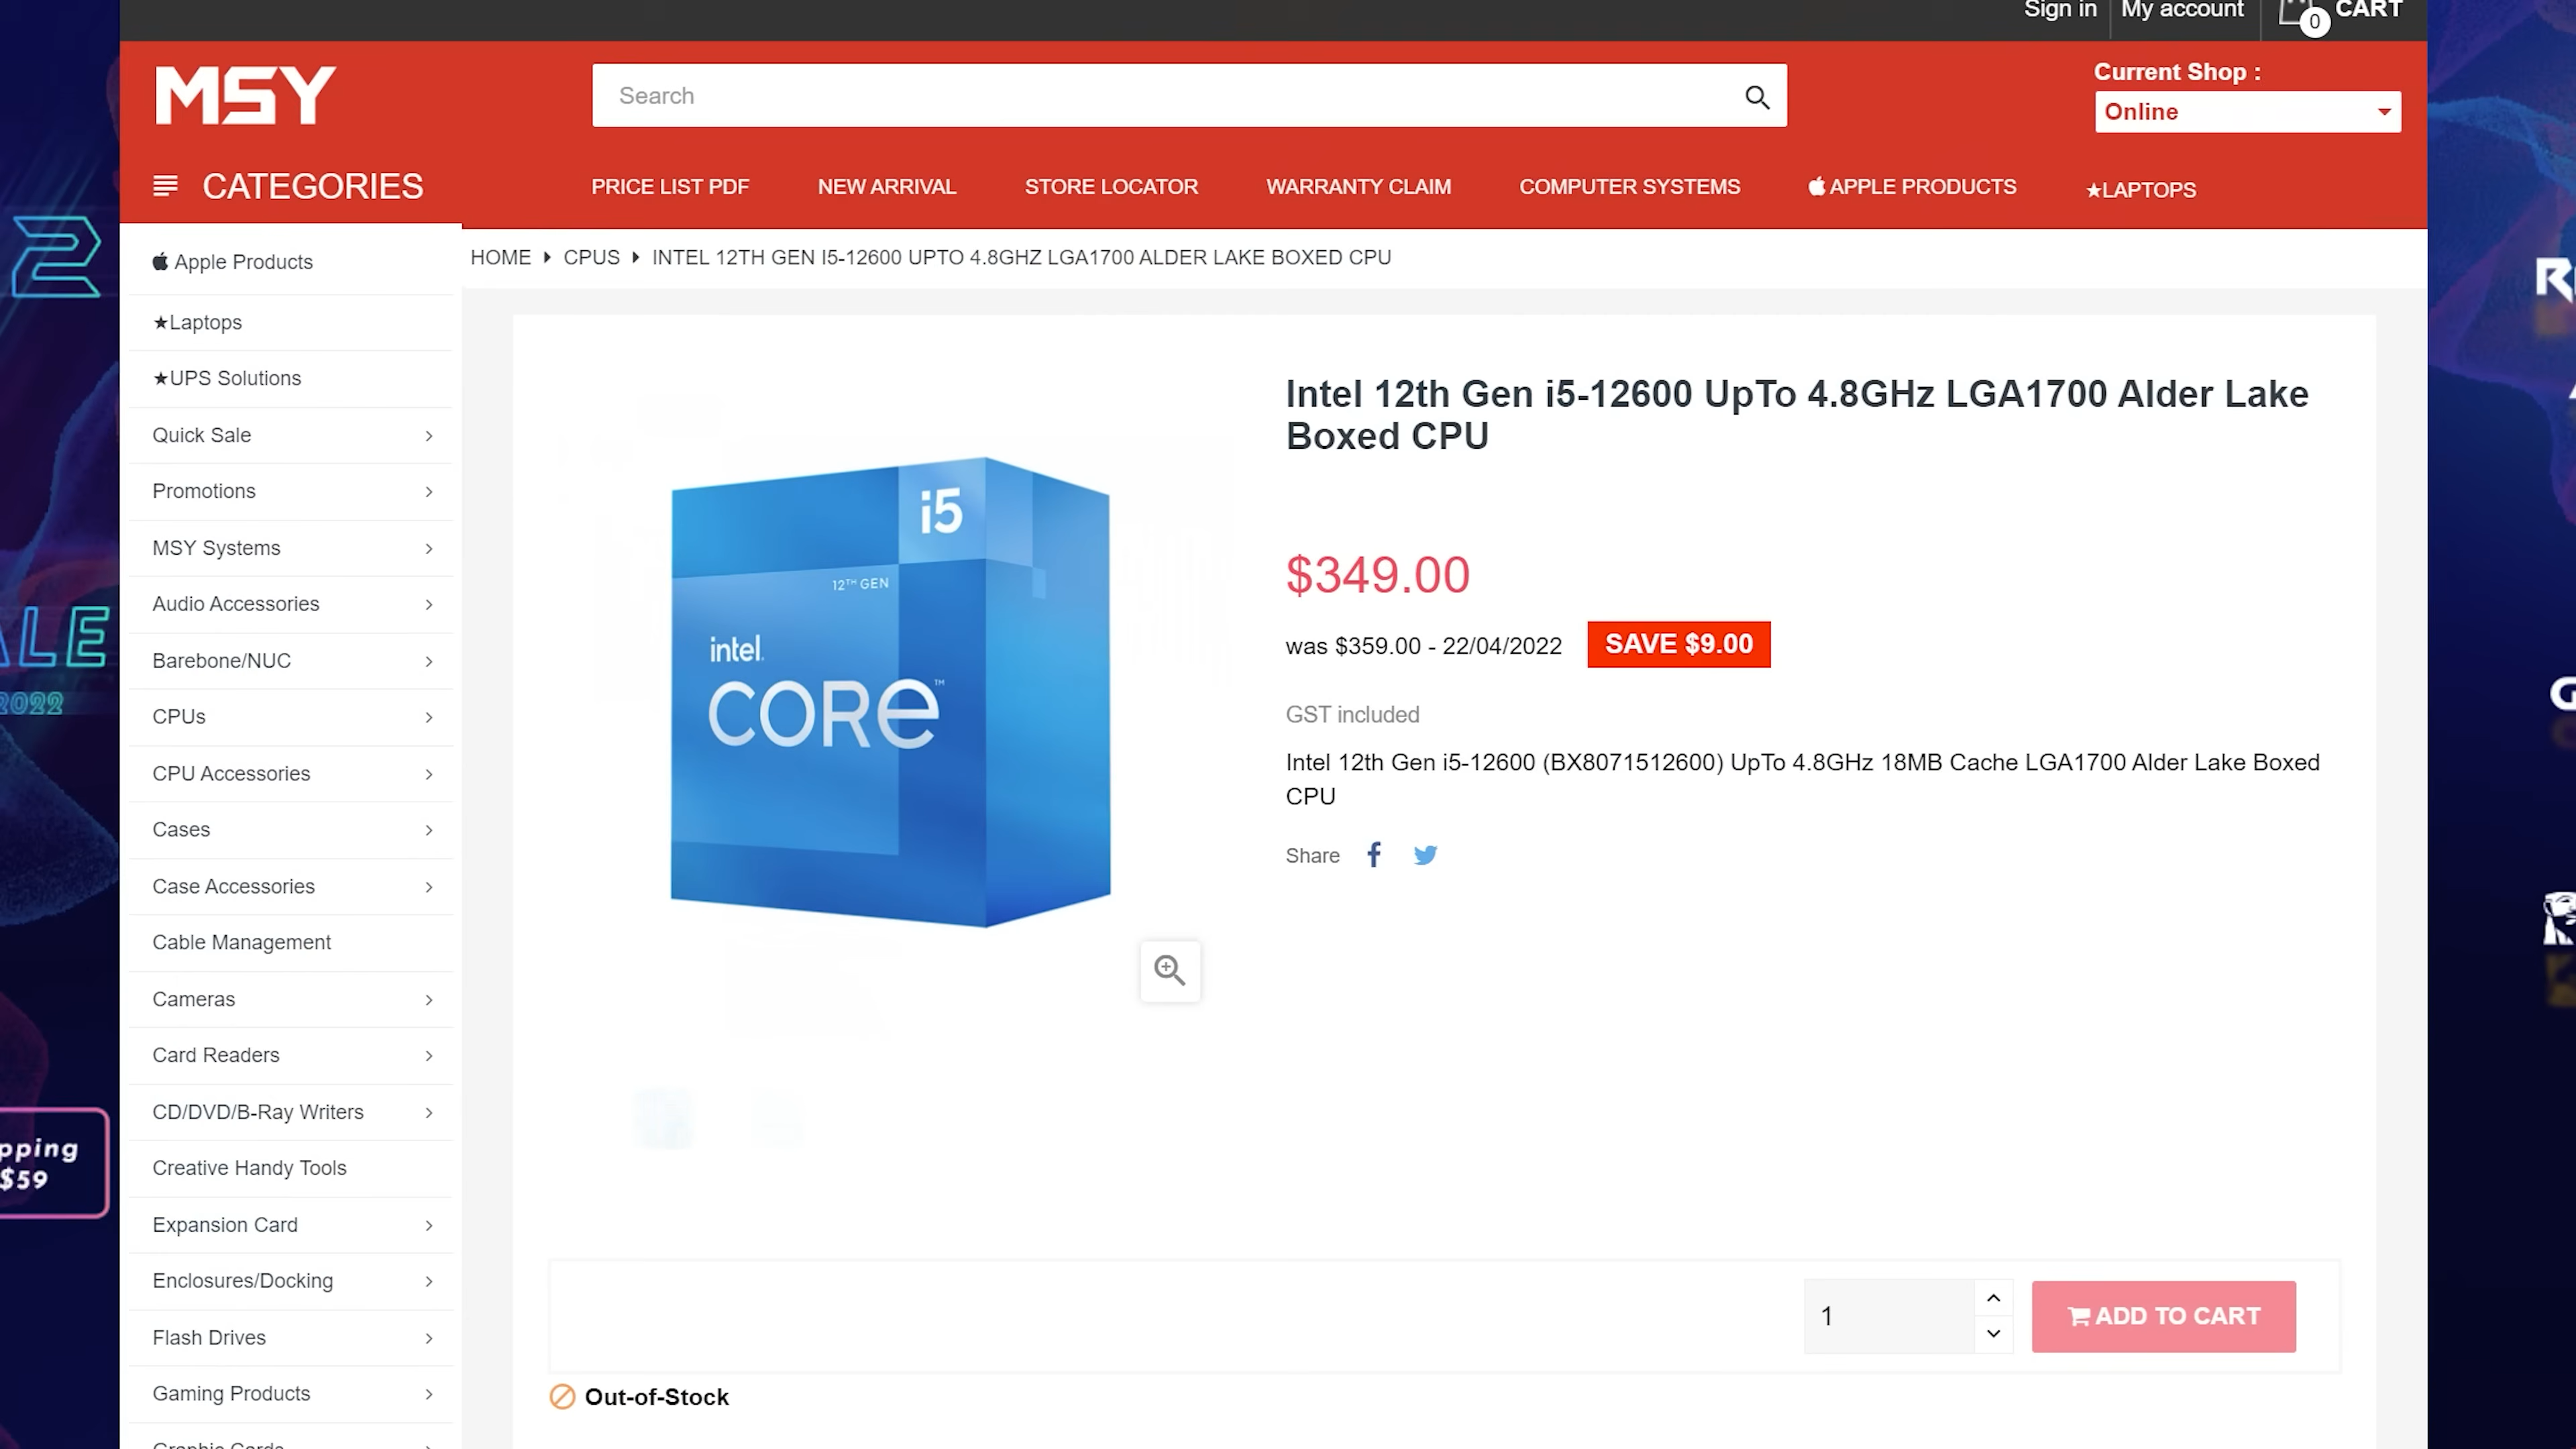 Sign in
My account
0
CART
MSY
Search
Current Shop :
Online
CATEGORIES
PRICE LIST PDF
NEW ARRIVAL
STORE LOCATOR
WARRANTY CLAIM
COMPUTER SYSTEMS
APPLE PRODUCTS
★LAPTOPS
HOME
CPUS
INTEL 12TH GEN I5-12600 UPTO 4.8GHZ LGA1700 ALDER LAKE BOXED CPU
Apple Products
★Laptops
★UPS Solutions
Quick Sale
Promotions
MSY Systems
Audio Accessories
Barebone/NUC
CPUs
CPU Accessories
Cases
Case Accessories
Cable Management
Cameras
Card Readers
CD/DVD/B-Ray Writers
Creative Handy Tools
Expansion Card
Enclosures/Docking
Flash Drives
Gaming Products
i5
12TH GEN
intel.
CORE™
Intel 12th Gen i5-12600 UpTo 4.8GHz LGA1700 Alder Lake
Boxed CPU
$349.00
was $359.00 - 22/04/2022
SAVE $9.00
GST included
Intel 12th Gen i5-12600 (BX8071512600) UpTo 4.8GHz 18MB Cache LGA1700 Alder Lake Boxed
CPU
Share
1
ADD TO CART
Out-of-Stock
2
2022
$59